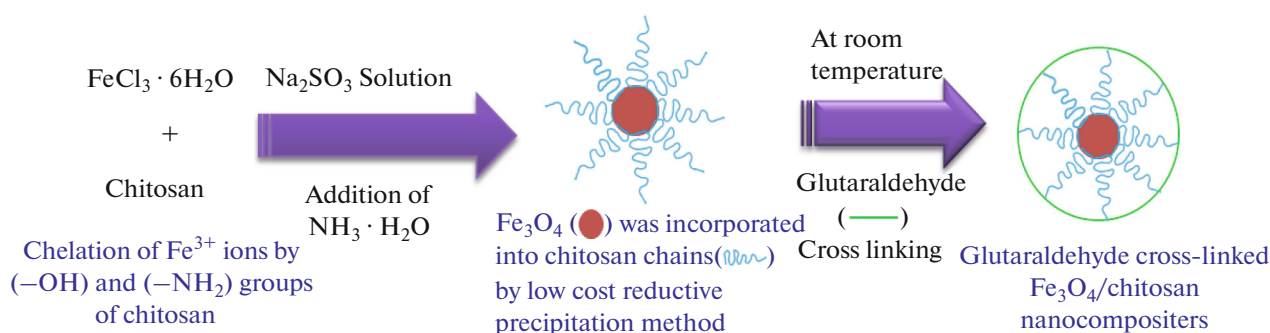 FeCl₃ · 6H₂O
+
Chitosan
Chelation of Fe³⁺ ions by
(—OH) and (—NH₂) groups
of chitosan
Na₂SO₃ Solution
Addition of
NH₃ · H₂O
Fe₃O₄ ( ) was incorporated
into chitosan chains( )
by low cost reductive
precipitation method
At room
temperature
Glutaraldehyde
( )
Cross linking
Glutaraldehyde cross-linked
Fe₃O₄/chitosan
nanocompositers